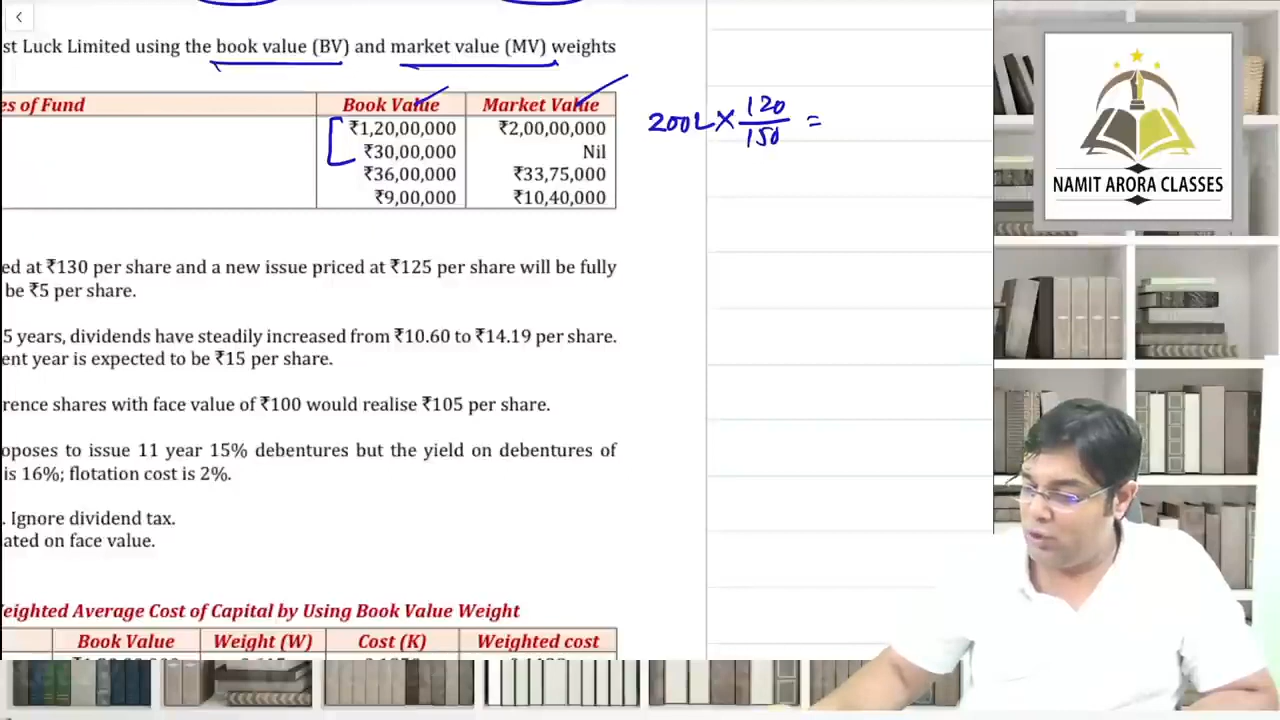 st Luck Limited using the book value (BV) and market value (MV) weights
es of Fund Book Value Market Value
₹1,20,00,000 ₹2,00,00,000
₹30,00,000 Nil
₹36,00,000 ₹33,75,000
₹9,00,000 ₹10,40,000
200L × 120/150 =
NAMIT ARORA CLASSES
ed at ₹130 per share and a new issue priced at ₹125 per share will be fully
be ₹5 per share.
5 years, dividends have steadily increased from ₹10.60 to ₹14.19 per share.
ent year is expected to be ₹15 per share.
rence shares with face value of ₹100 would realise ₹105 per share.
oposes to issue 11 year 15% debentures but the yield on debentures of
is 16%; flotation cost is 2%.
. Ignore dividend tax.
ated on face value.
eighted Average Cost of Capital by Using Book Value Weight
Book Value Weight (W) Cost (K) Weighted cost